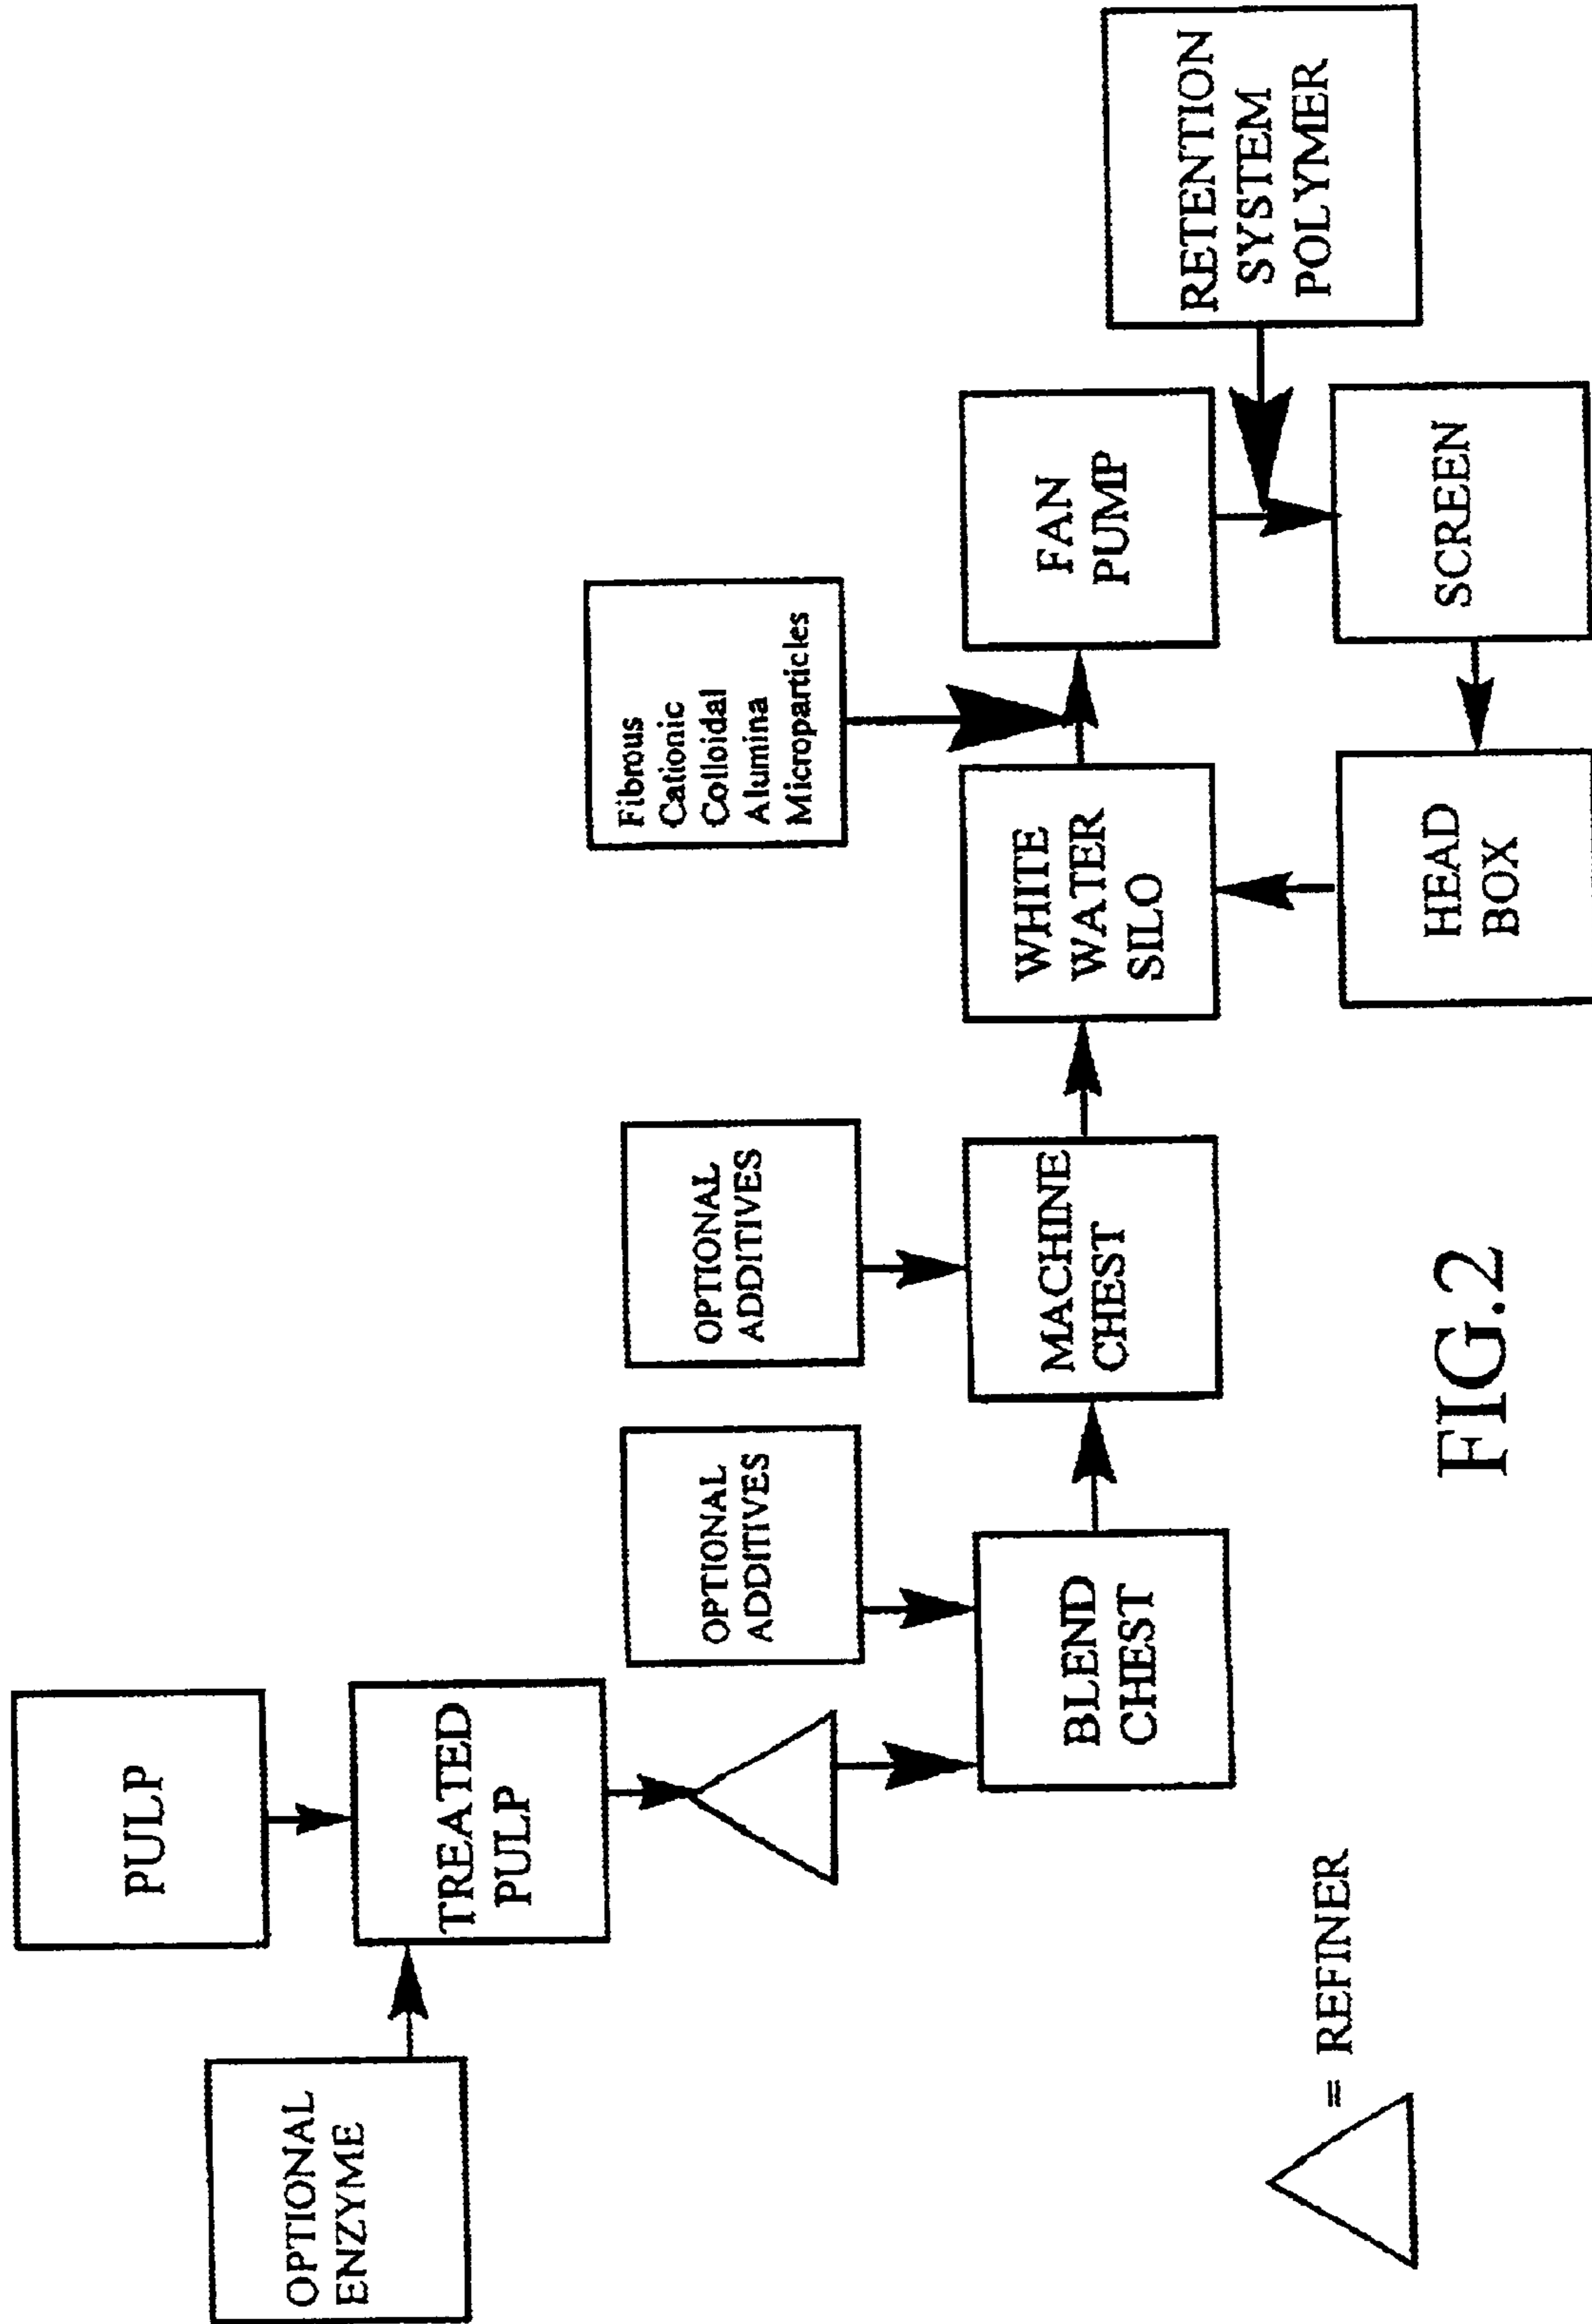 PULP
OPTIONAL
ENZYME
TREATED
PULP
OPTIONAL
ADDITIVES
OPTIONAL
ADDITIVES
Fibrous
Cationic
Colloidal
Alumina
Microparticles
BLEND
CHEST
MACHINE
CHEST
WHITE
WATER
SILO
FAN
PUMP
RETENTION
SYSTEM
POLYMER
HEAD
BOX
SCREEN
= REFINER
FIG.2